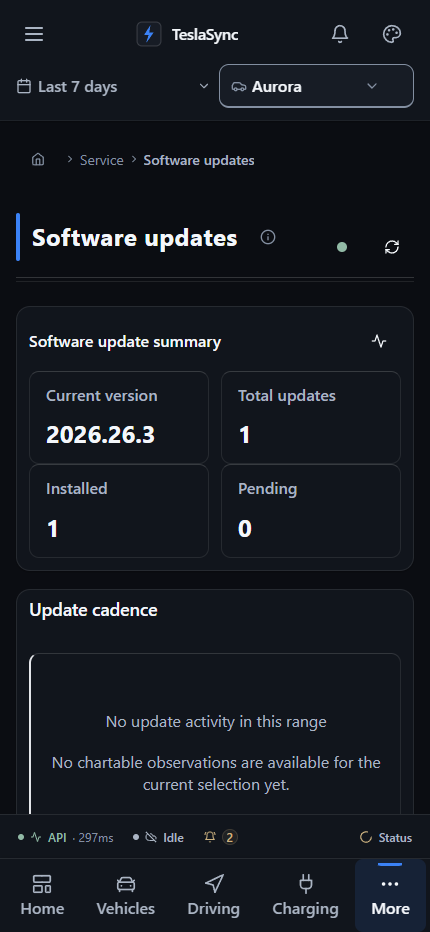 TeslaSync
Last 7 days
Aurora
Service
Software updates
Software updates
Software update summary
Current version
Total updates
2026.26.3
1
Installed
Pending
1
0
Update cadence
No update activity in this range
No chartable observations are available for the
current selection yet.
API · 297ms
Idle
2
Status
Home
Vehicles
Driving
Charging
More